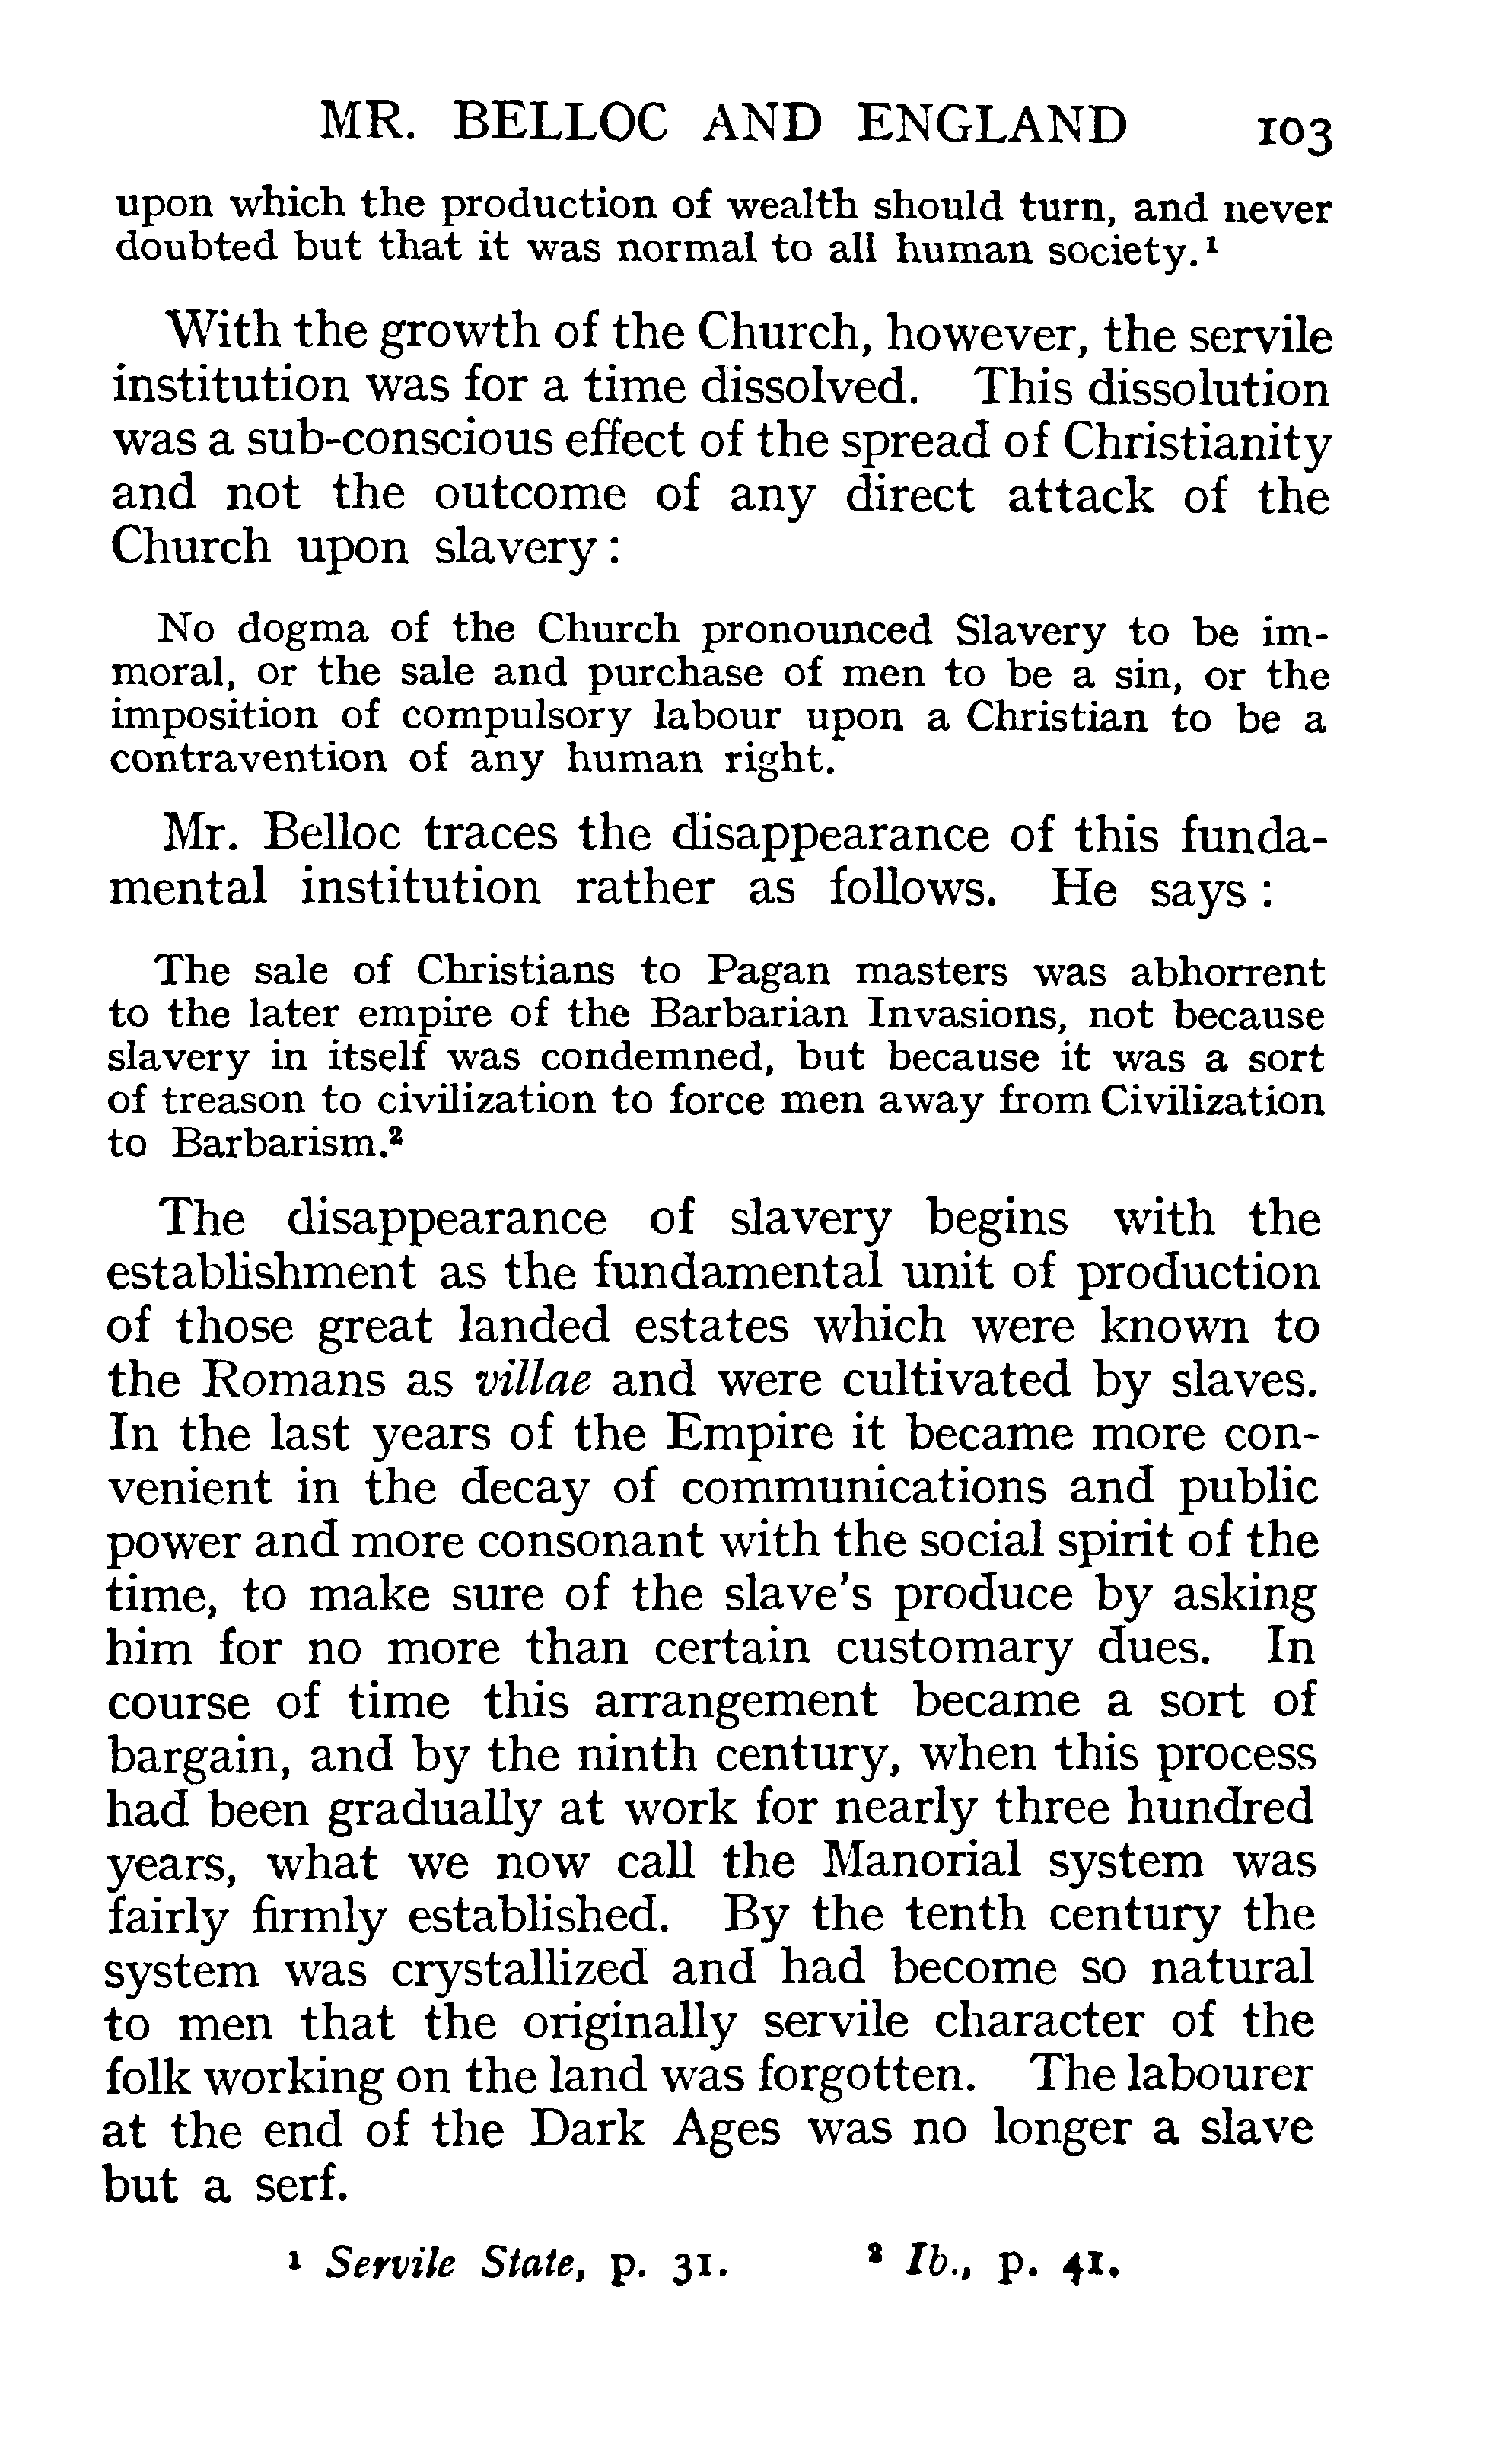 MR. BELLOC AND ENGLAND 103
upon which the production of wealth should turn, and never
doubted but that it was normal to all human society.¹
With the growth of the Church, however, the servile
institution was for a time dissolved. This dissolution
was a sub-conscious effect of the spread of Christianity
and not the outcome of any direct attack of the
Church upon slavery :
No dogma of the Church pronounced Slavery to be im-
moral, or the sale and purchase of men to be a sin, or the
imposition of compulsory labour upon a Christian to be a
contravention of any human right.
Mr. Belloc traces the disappearance of this funda-
mental institution rather as follows. He says :
The sale of Christians to Pagan masters was abhorrent
to the later empire of the Barbarian Invasions, not because
slavery in itself was condemned, but because it was a sort
of treason to civilization to force men away from Civilization
to Barbarism.²
The disappearance of slavery begins with the
establishment as the fundamental unit of production
of those great landed estates which were known to
the Romans as villae and were cultivated by slaves.
In the last years of the Empire it became more con-
venient in the decay of communications and public
power and more consonant with the social spirit of the
time, to make sure of the slave's produce by asking
him for no more than certain customary dues. In
course of time this arrangement became a sort of
bargain, and by the ninth century, when this process
had been gradually at work for nearly three hundred
years, what we now call the Manorial system was
fairly firmly established. By the tenth century the
system was crystallized and had become so natural
to men that the originally servile character of the
folk working on the land was forgotten. The labourer
at the end of the Dark Ages was no longer a slave
but a serf.
¹ Servile State, p. 31. ² Ib., p. 41.